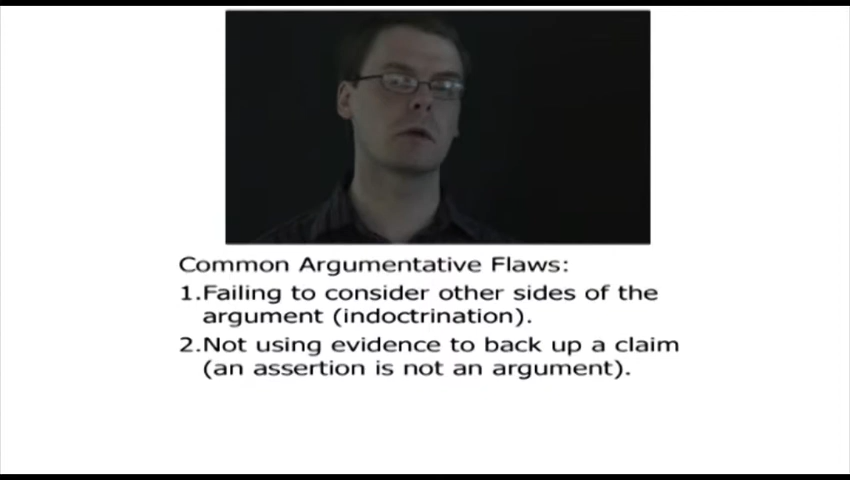 Common Argumentative Flaws:
1.Failing to consider other sides of the
argument (indoctrination).
2.Not using evidence to back up a claim
(an assertion is not an argument).